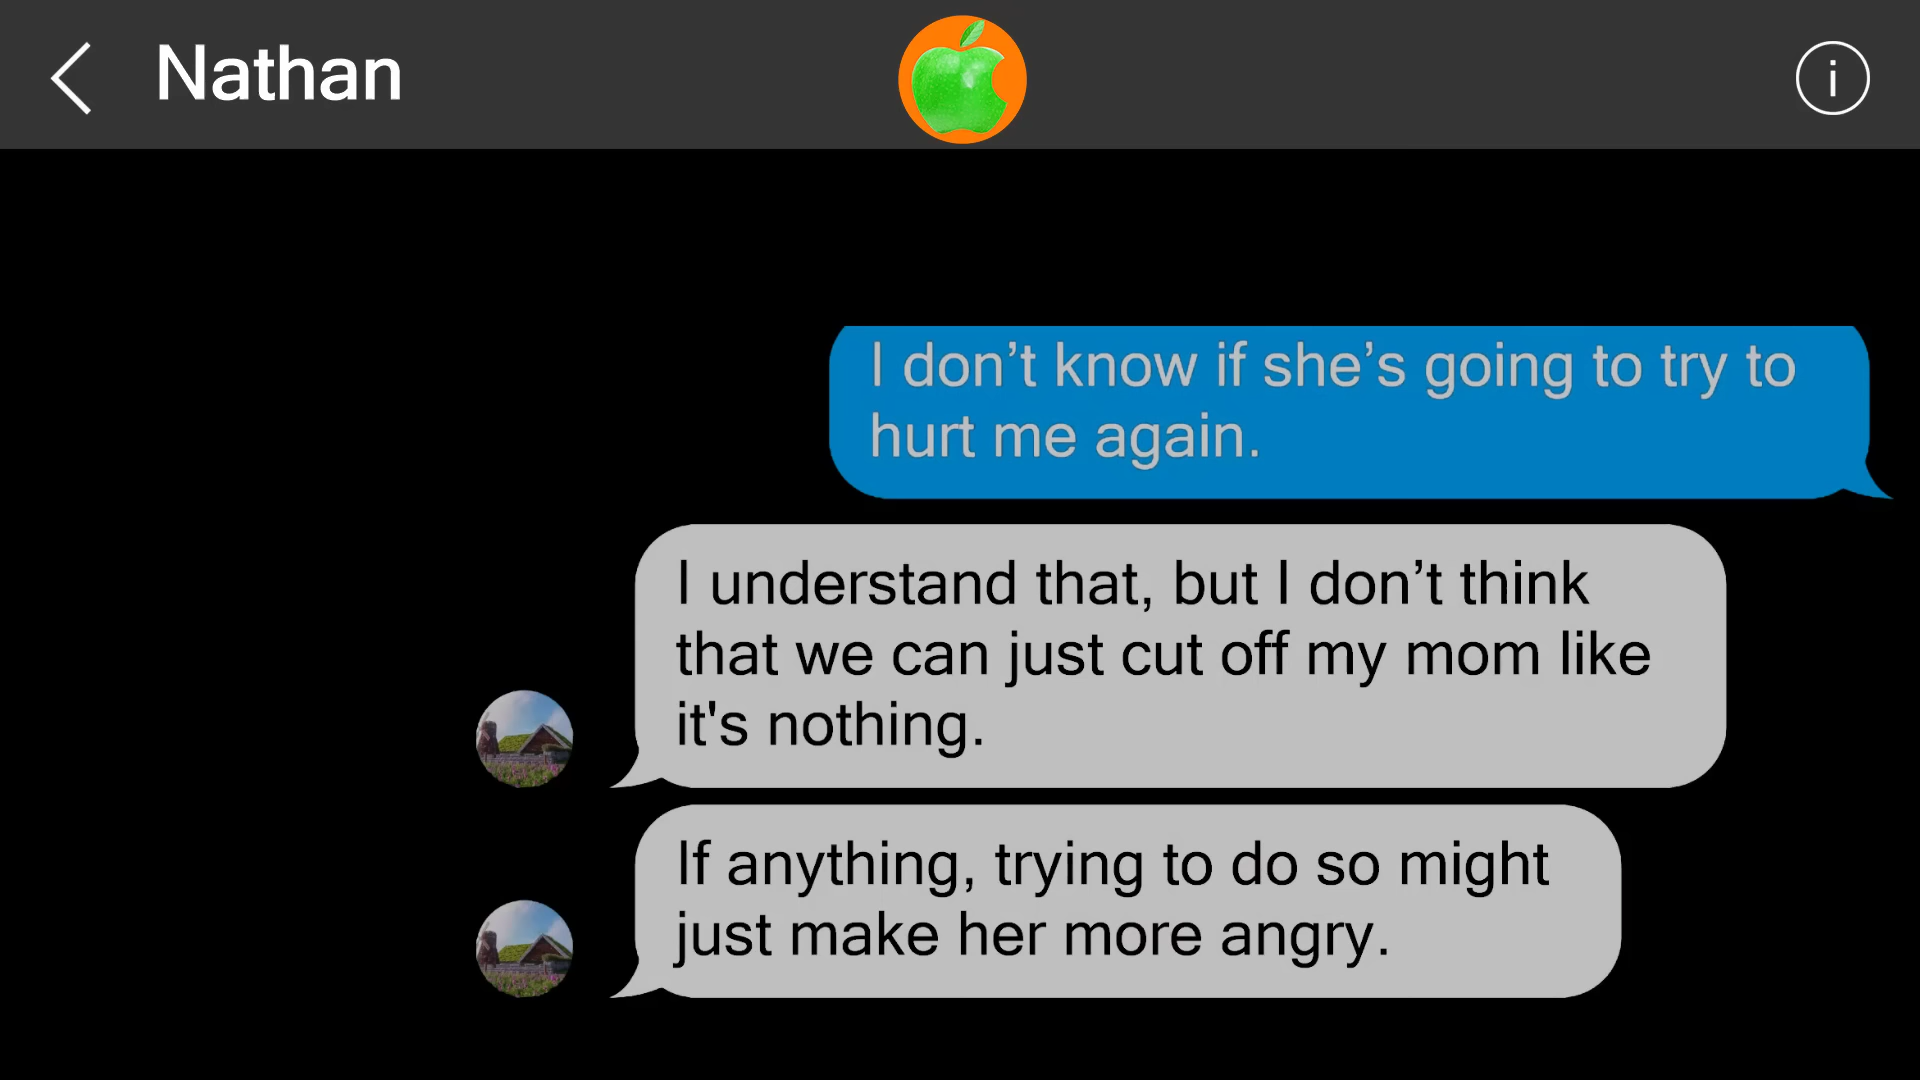 Nathan
i
I don’t know if she’s going to try to
hurt me again.
I understand that, but I don’t think
that we can just cut off my mom like
it's nothing.
If anything, trying to do so might
just make her more angry.